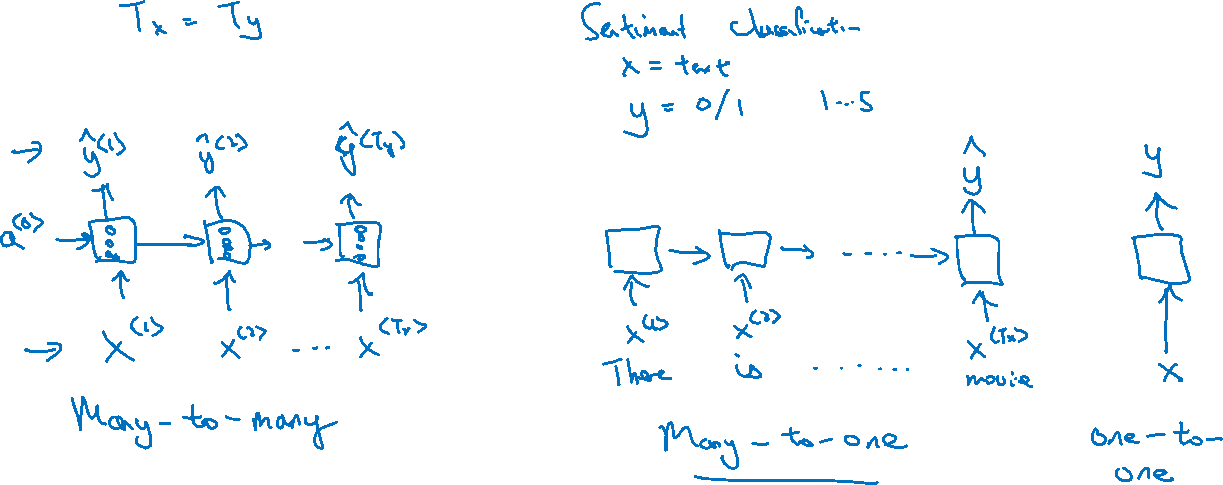 Tx = Ty
ŷ<1> ŷ<2> ŷ<Ty>
a<0>
x<1> x<2> ... x<Tx>
Many-to-many
Sentiment Classification
x = text
y = 0/1 1...5
ŷ
.....
x<1> x<2> x<Tx>
There is ...... movie
Many-to-one
y
x
one-to-
one